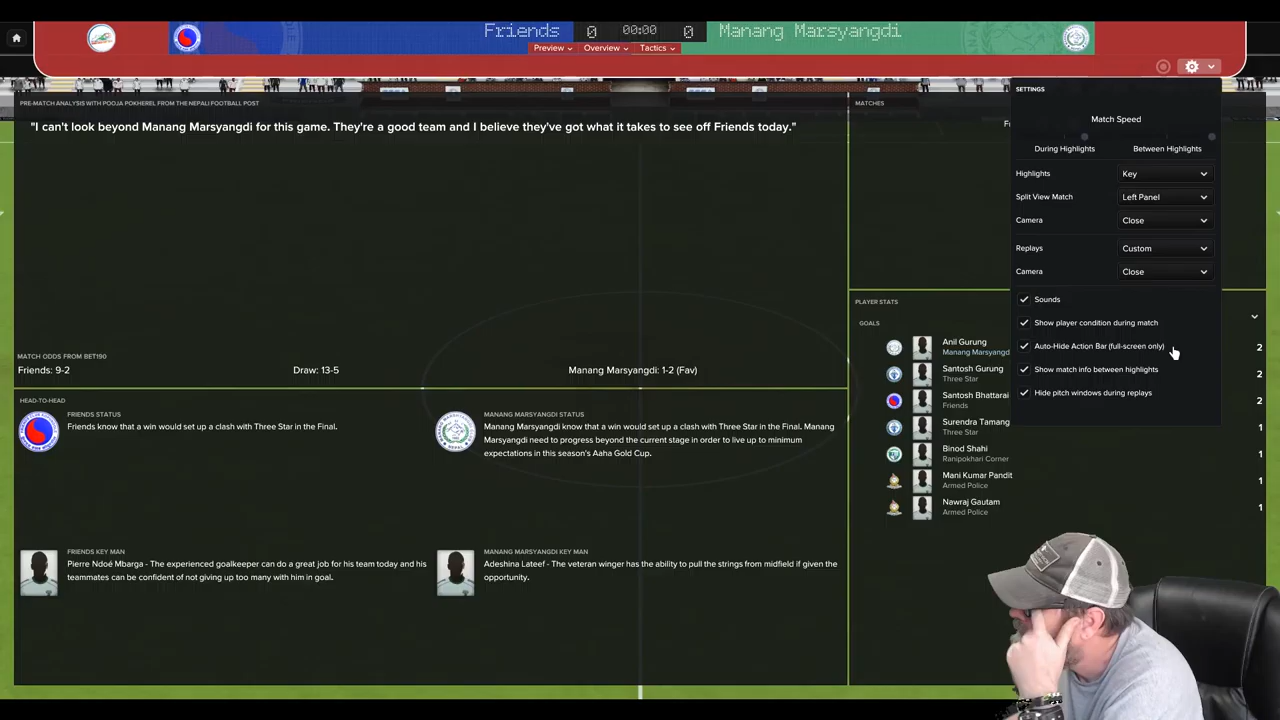 Friends 0 00:00 0 Manang Marsyangdi
Preview Overview Tactics
PRE-MATCH ANALYSIS WITH POOJA POKHEREL FROM THE NEPALI FOOTBALL POST
"I can't look beyond Manang Marsyangdi for this game. They're a good team and I believe they've got what it takes to see off Friends today."
MATCH ODDS FROM BET190
Friends: 9-2 Draw: 13-5 Manang Marsyangdi: 1-2 (Fav)
HEAD-TO-HEAD
FRIENDS STATUS
Friends know that a win would set up a clash with Three Star in the Final.
MANANG MARSYANGDI STATUS
Manang Marsyangdi know that a win would set up a clash with Three Star in the Final. Manang
Marsyangdi need to progress beyond the current stage in order to live up to minimum
expectations in this season's Aaha Gold Cup.
FRIENDS KEY MAN
Pierre Ndoé Mbarga - The experienced goalkeeper can do a great job for his team today and his
teammates can be confident of not giving up too many with him in goal.
MANANG MARSYANGDI KEY MAN
Adeshina Lateef - The veteran winger has the ability to pull the strings from midfield if given the
opportunity.
MATCHES
PLAYER STATS
GOALS
Anil Gurung
Manang Marsyangd
2
Santosh Gurung
Three Star
2
Santosh Bhattarai
Friends
2
Surendra Tamang
Three Star
1
Binod Shahi
Ranipokhari Corner
1
Mani Kumar Pandit
Armed Police
1
Nawraj Gautam
Armed Police
1
SETTINGS
Match Speed
During Highlights Between Highlights
Highlights Key
Split View Match Left Panel
Camera Close
Replays Custom
Camera Close
Sounds
Show player condition during match
Auto-Hide Action Bar (full-screen only)
Show match info between highlights
Hide pitch windows during replays